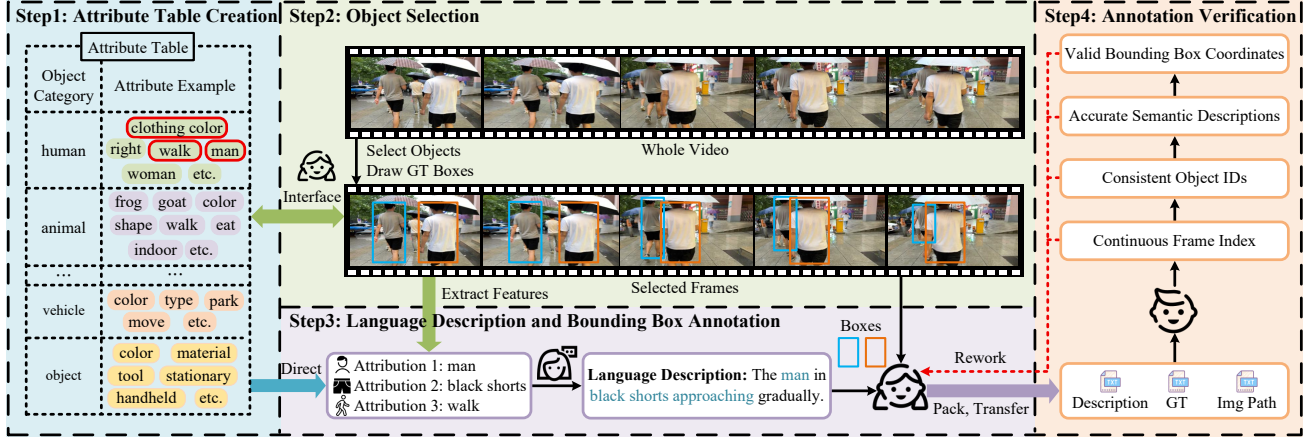 Step1: Attribute Table Creation
Attribute Table
Object Category
Attribute Example
human
clothing color
right walk man
woman etc.
animal
frog goat color
shape walk eat
indoor etc.
...
...
vehicle
color type park
move etc.
object
color material
tool stationary
handheld etc.
Step2: Object Selection
Whole Video
Select Objects
Draw GT Boxes
Interface
Selected Frames
Extract Features
Step3: Language Description and Bounding Box Annotation
Direct
Attribution 1: man
Attribution 2: black shorts
Attribution 3: walk
Language Description: The man in
black shorts approaching gradually.
Boxes
Rework
Pack, Transfer
Step4: Annotation Verification
Valid Bounding Box Coordinates
Accurate Semantic Descriptions
Consistent Object IDs
Continuous Frame Index
TXT TXT TXT
Description GT Img Path